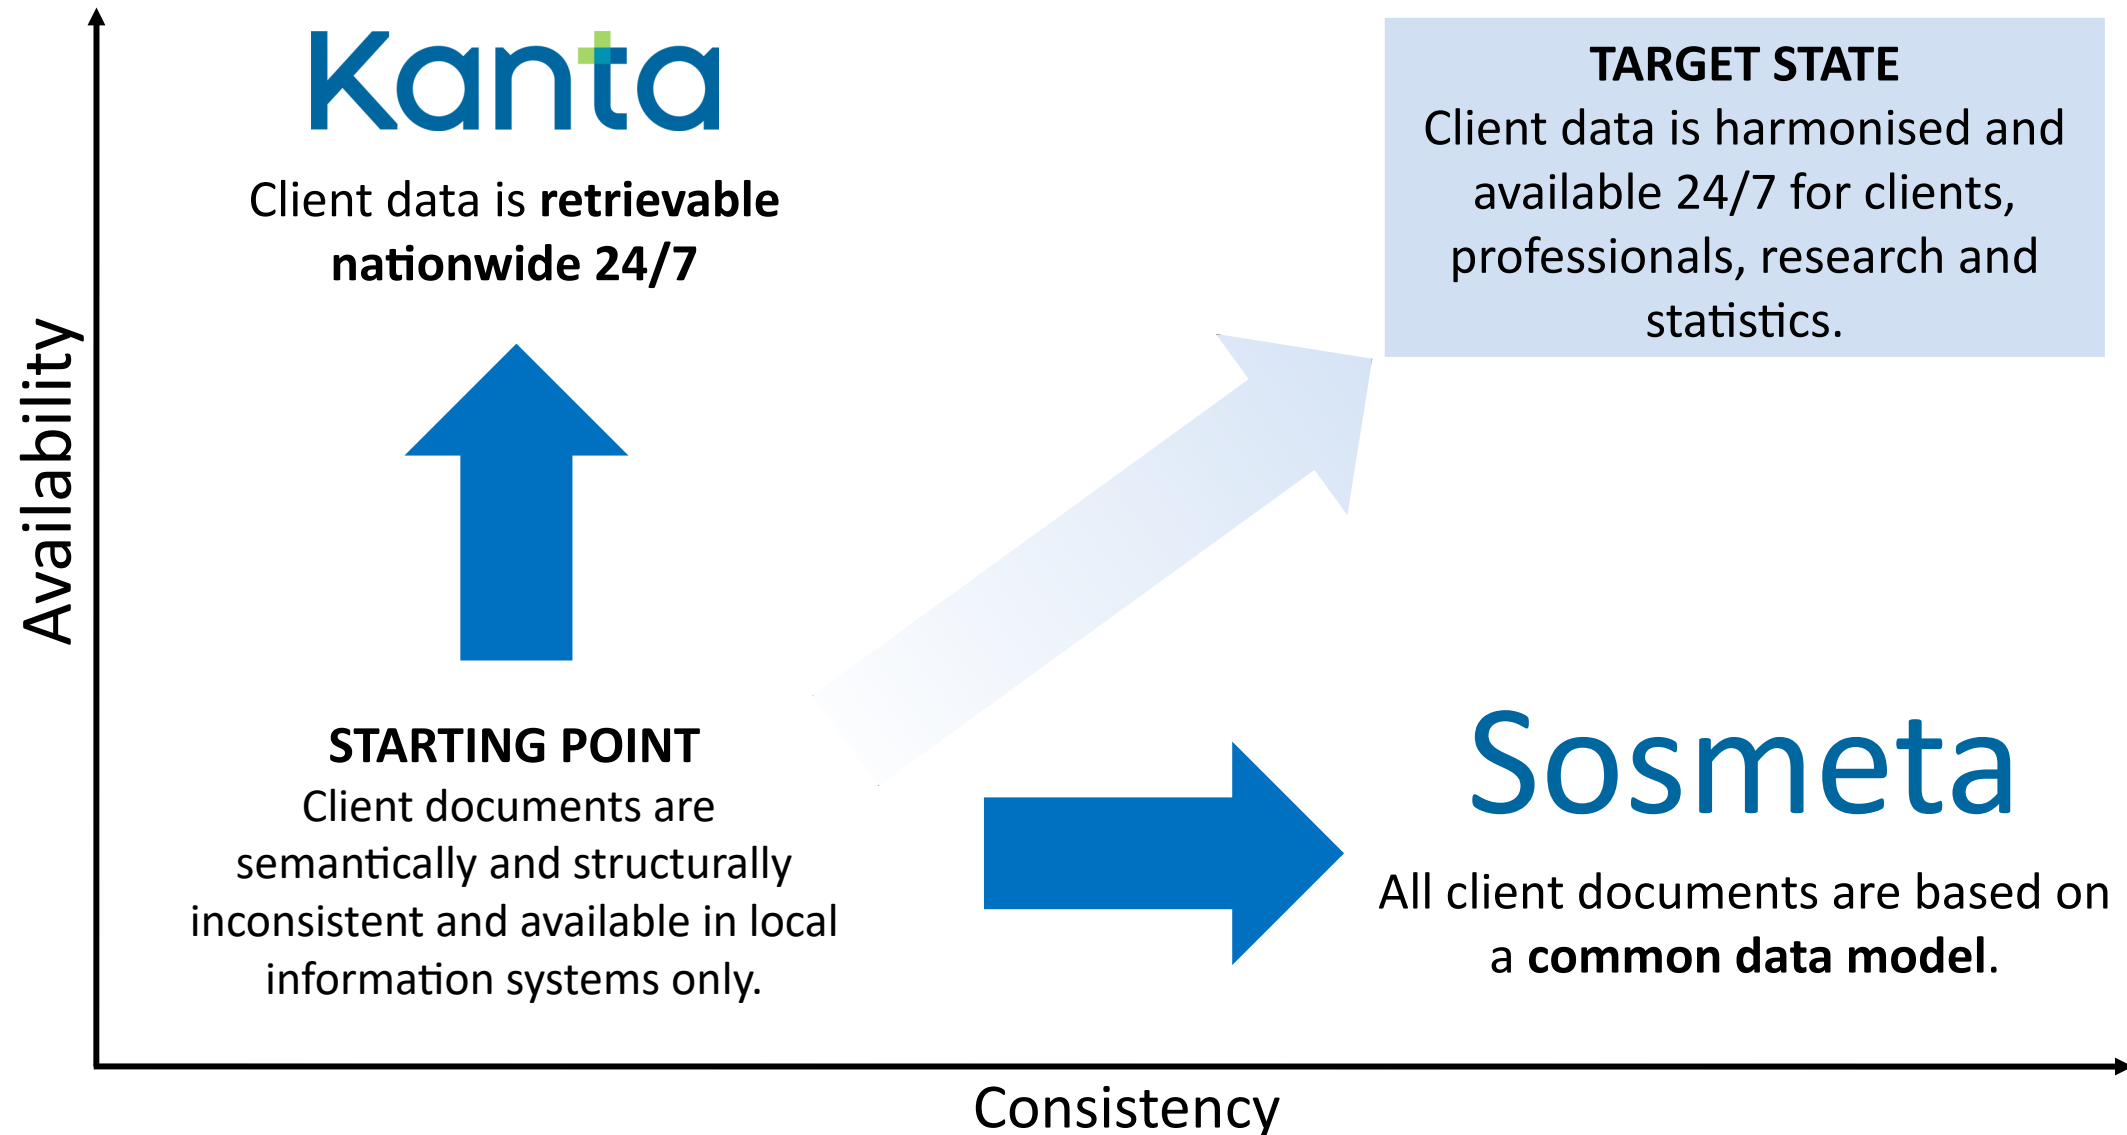 Kanta
Client data is retrievable
nationwide 24/7
TARGET STATE
Client data is harmonised and
available 24/7 for clients,
professionals, research and
statistics.
Availability
STARTING POINT
Client documents are
semantically and structurally
inconsistent and available in local
information systems only.
Sosmeta
All client documents are based on
a common data model.
Consistency